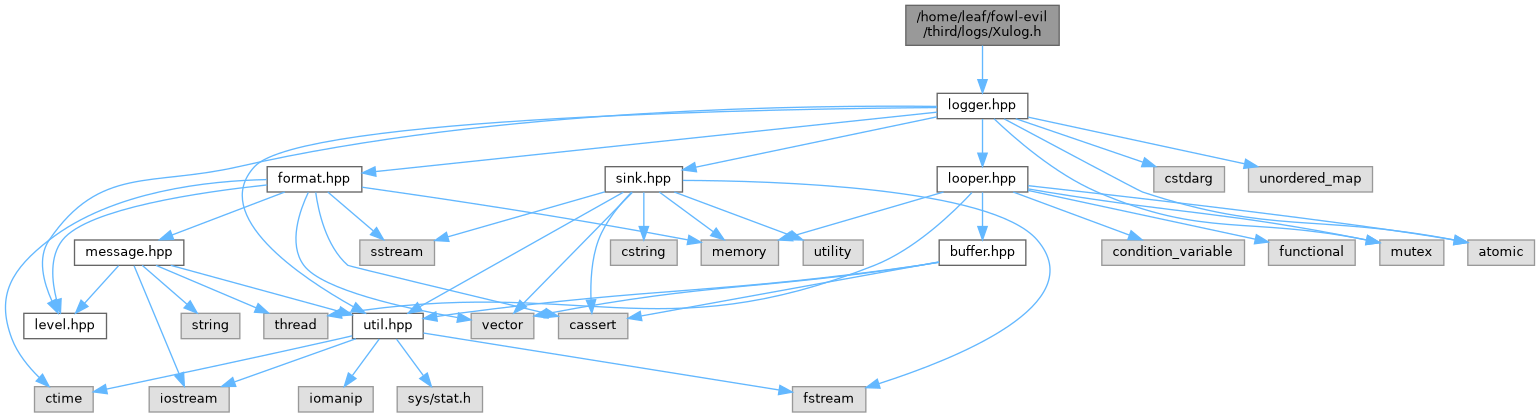 /home/leaf/fowl-evil
/third/logs/Xulog.h
logger.hpp
format.hpp
sink.hpp
looper.hpp
cstdarg
unordered_map
message.hpp
sstream
cstring
memory
utility
buffer.hpp
condition_variable
functional
mutex
atomic
level.hpp
string
thread
util.hpp
vector
cassert
ctime
iostream
iomanip
sys/stat.h
fstream